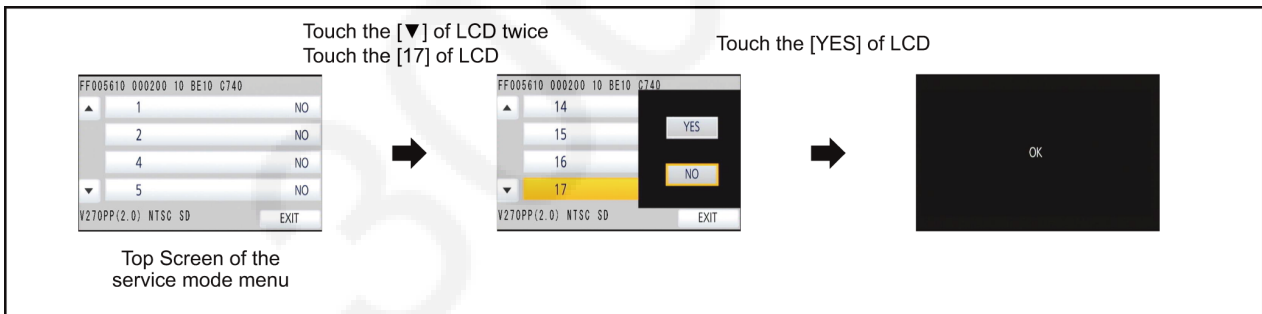 Touch the [▼] of LCD twice
Touch the [17] of LCD
Touch the [YES] of LCD
FF005610 000200 10 BE10 C740
▲ 1 NO
2 NO
4 NO
▼ 5 NO
V270PP(2.0) NTSC SD EXIT
FF005610 000200 10 BE10 C740
▲ 14
15
16
▼ 17
YES
NO
V270PP(2.0) NTSC SD EXIT
OK
Top Screen of the
service mode menu